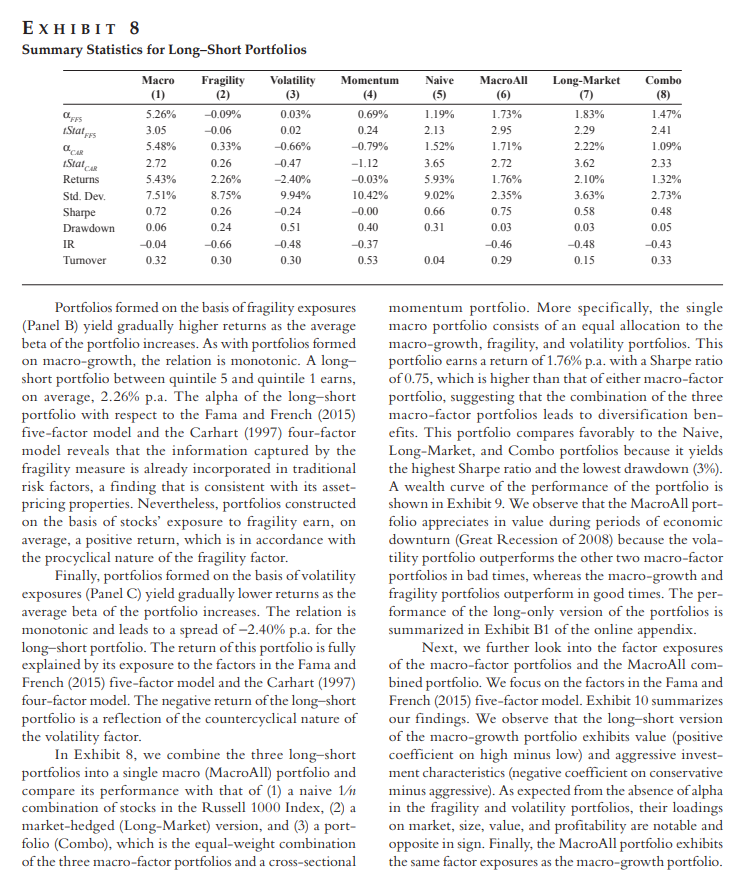 EXHIBIT 8
Summary Statistics for Long–Short Portfolios
Macro Fragility Volatility Momentum Naive MacroAll Long-Market Combo
(1) (2) (3) (4) (5) (6) (7) (8)
αFF5 5.26% –0.09% 0.03% 0.69% 1.19% 1.73% 1.83% 1.47%
tStatFF5 3.05 –0.06 0.02 0.24 2.13 2.95 2.29 2.41
αCAR 5.48% 0.33% –0.66% –0.79% 1.52% 1.71% 2.22% 1.09%
tStatCAR 2.72 0.26 –0.47 –1.12 3.65 2.72 3.62 2.33
Returns 5.43% 2.26% –2.40% –0.03% 5.93% 1.76% 2.10% 1.32%
Std. Dev. 7.51% 8.75% 9.94% 10.42% 9.02% 2.35% 3.63% 2.73%
Sharpe 0.72 0.26 –0.24 –0.00 0.66 0.75 0.58 0.48
Drawdown 0.06 0.24 0.51 0.40 0.31 0.03 0.03 0.05
IR –0.04 –0.66 –0.48 –0.37 –0.46 –0.48 –0.43
Turnover 0.32 0.30 0.30 0.53 0.04 0.29 0.15 0.33
Portfolios formed on the basis of fragility exposures
(Panel B) yield gradually higher returns as the average
beta of the portfolio increases. As with portfolios formed
on macro-growth, the relation is monotonic. A long–
short portfolio between quintile 5 and quintile 1 earns,
on average, 2.26% p.a. The alpha of the long–short
portfolio with respect to the Fama and French (2015)
five-factor model and the Carhart (1997) four-factor
model reveals that the information captured by the
fragility measure is already incorporated in traditional
risk factors, a finding that is consistent with its asset-
pricing properties. Nevertheless, portfolios constructed
on the basis of stocks' exposure to fragility earn, on
average, a positive return, which is in accordance with
the procyclical nature of the fragility factor.
Finally, portfolios formed on the basis of volatility
exposures (Panel C) yield gradually lower returns as the
average beta of the portfolio increases. The relation is
monotonic and leads to a spread of –2.40% p.a. for the
long–short portfolio. The return of this portfolio is fully
explained by its exposure to the factors in the Fama and
French (2015) five-factor model and the Carhart (1997)
four-factor model. The negative return of the long–short
portfolio is a reflection of the countercyclical nature of
the volatility factor.
In Exhibit 8, we combine the three long–short
portfolios into a single macro (MacroAll) portfolio and
compare its performance with that of (1) a naive 1/n
combination of stocks in the Russell 1000 Index, (2) a
market-hedged (Long-Market) version, and (3) a port-
folio (Combo), which is the equal-weight combination
of the three macro-factor portfolios and a cross-sectional
momentum portfolio. More specifically, the single
macro portfolio consists of an equal allocation to the
macro-growth, fragility, and volatility portfolios. This
portfolio earns a return of 1.76% p.a. with a Sharpe ratio
of 0.75, which is higher than that of either macro-factor
portfolio, suggesting that the combination of the three
macro-factor portfolios leads to diversification ben-
efits. This portfolio compares favorably to the Naive,
Long-Market, and Combo portfolios because it yields
the highest Sharpe ratio and the lowest drawdown (3%).
A wealth curve of the performance of the portfolio is
shown in Exhibit 9. We observe that the MacroAll port-
folio appreciates in value during periods of economic
downturn (Great Recession of 2008) because the vola-
tility portfolio outperforms the other two macro-factor
portfolios in bad times, whereas the macro-growth and
fragility portfolios outperform in good times. The per-
formance of the long-only version of the portfolios is
summarized in Exhibit B1 of the online appendix.
Next, we further look into the factor exposures
of the macro-factor portfolios and the MacroAll com-
bined portfolio. We focus on the factors in the Fama and
French (2015) five-factor model. Exhibit 10 summarizes
our findings. We observe that the long–short version
of the macro-growth portfolio exhibits value (positive
coefficient on high minus low) and aggressive invest-
ment characteristics (negative coefficient on conservative
minus aggressive). As expected from the absence of alpha
in the fragility and volatility portfolios, their loadings
on market, size, value, and profitability are notable and
opposite in sign. Finally, the MacroAll portfolio exhibits
the same factor exposures as the macro-growth portfolio.